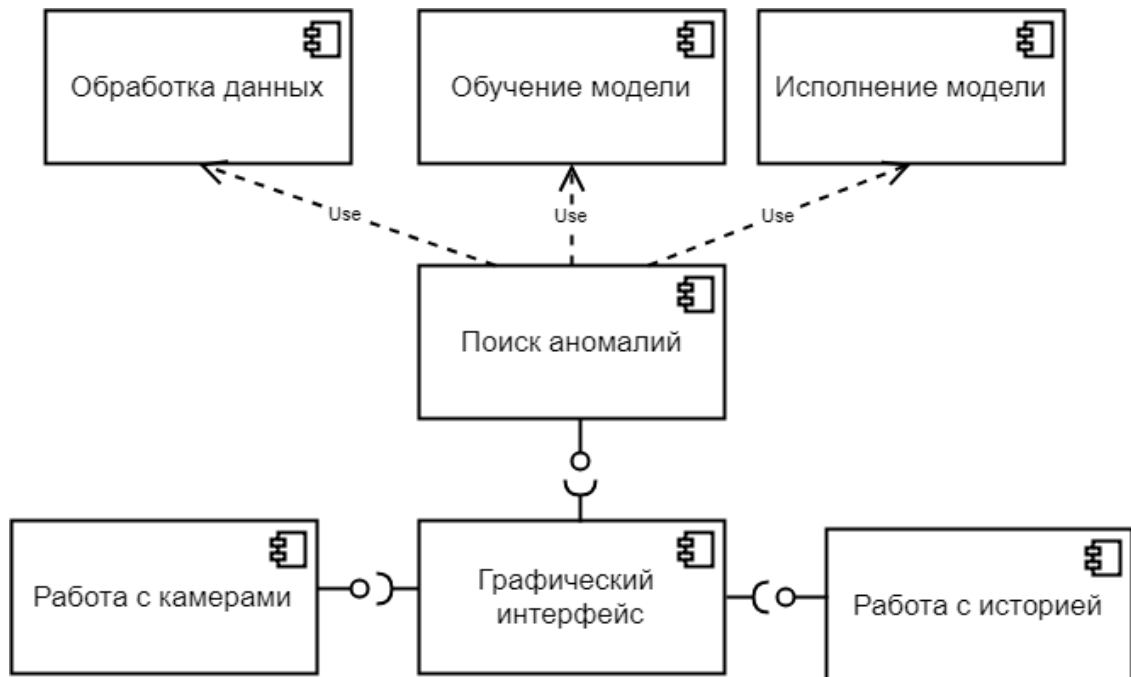 Обработка данных
Обучение модели
Исполнение модели
Use
Use
Use
Поиск аномалий
Работа с камерами
Графический
интерфейс
Работа с историей